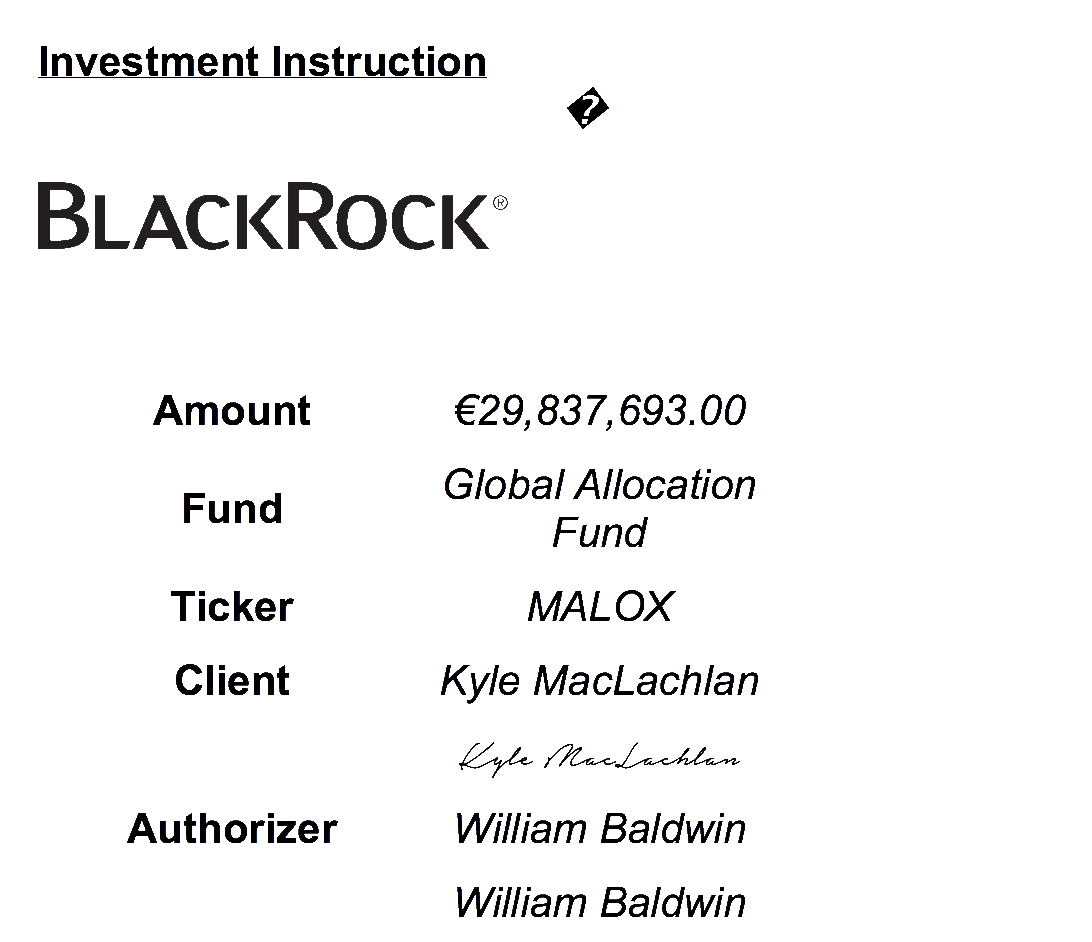 Investment Instruction
�
BLACKROCK®
Amount €29,837,693.00
Fund Global Allocation
Fund
Ticker MALOX
Client Kyle MacLachlan
Kyle MacLachlan
Authorizer William Baldwin
William Baldwin